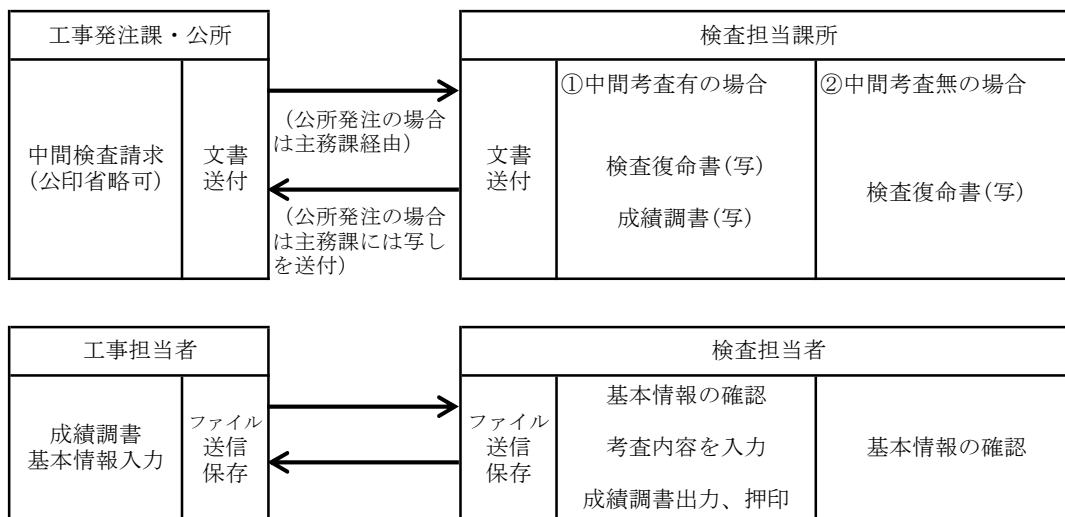 工事発注課・公所
検査担当課所
中間検査請求
(公印省略可)
文書
送付
（公所発注の場合
は主務課経由）
（公所発注の場合
は主務課には写し
を送付）
文書
送付
①中間考査有の場合
検査復命書(写)
成績調書(写)
②中間考査無の場合
検査復命書(写)
工事担当者
検査担当者
成績調書
基本情報入力
ファイル
送信
保存
ファイル
送信
保存
基本情報の確認
考査内容を入力
成績調書出力、押印
基本情報の確認